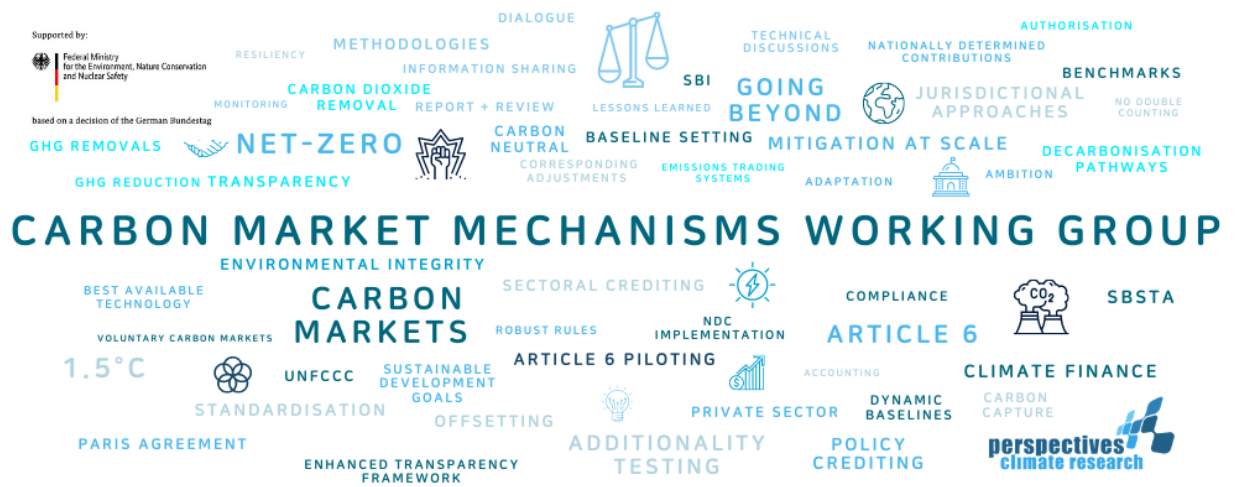 Supported by:
Federal Ministry
for the Environment, Nature Conservation
and Nuclear Safety
based on a decision of the German Bundestag
DIALOGUE
AUTHORISATION
RESILIENCY
METHODOLOGIES
TECHNICAL
DISCUSSIONS
NATIONALLY DETERMINED
CONTRIBUTIONS
INFORMATION SHARING
SBI
BENCHMARKS
CARBON DIOXIDE
REMOVAL
GOING
BEYOND
JURISDICTIONAL
APPROACHES
MONITORING
REPORT + REVIEW
LESSONS LEARNED
NO DOUBLE
COUNTING
GHG REMOVALS
NET-ZERO
CARBON
NEUTRAL
BASELINE SETTING
MITIGATION AT SCALE
DECARBONISATION
PATHWAYS
CORRESPONDING
ADJUSTMENTS
EMISSIONS TRADING
SYSTEMS
GHG REDUCTION
TRANSPARENCY
ADAPTATION
AMBITION
CARBON MARKET MECHANISMS WORKING GROUP
ENVIRONMENTAL INTEGRITY
BEST AVAILABLE
TECHNOLOGY
CARBON
MARKETS
SECTORAL CREDITING
COMPLIANCE
CO2
SBSTA
VOLUNTARY CARBON MARKETS
ROBUST RULES
NDC
IMPLEMENTATION
ARTICLE 6
1.5°C
UNFCCC
SUSTAINABLE
DEVELOPMENT
GOALS
ARTICLE 6 PILOTING
$
ACCOUNTING
CLIMATE FINANCE
STANDARDISATION
OFFSETTING
PRIVATE SECTOR
DYNAMIC
BASELINES
CARBON
CAPTURE
PARIS AGREEMENT
ENHANCED TRANSPARENCY
FRAMEWORK
ADDITIONALITY
TESTING
POLICY
CREDITING
perspectives
climate research